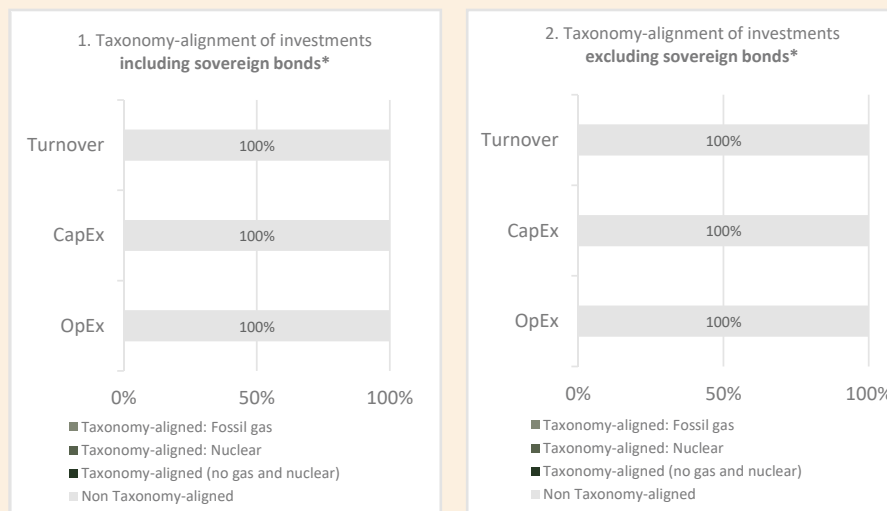 1. Taxonomy-alignment of investments
including sovereign bonds*
Turnover
100%
CapEx
100%
OpEx
100%
0%
50%
100%
Taxonomy-aligned: Fossil gas
Taxonomy-aligned: Nuclear
Taxonomy-aligned (no gas and nuclear)
Non Taxonomy-aligned
2. Taxonomy-alignment of investments
excluding sovereign bonds*
Turnover
100%
CapEx
100%
OpEx
100%
0%
50%
100%
Taxonomy-aligned: Fossil gas
Taxonomy-aligned: Nuclear
Taxonomy-aligned (no gas and nuclear)
Non Taxonomy-aligned